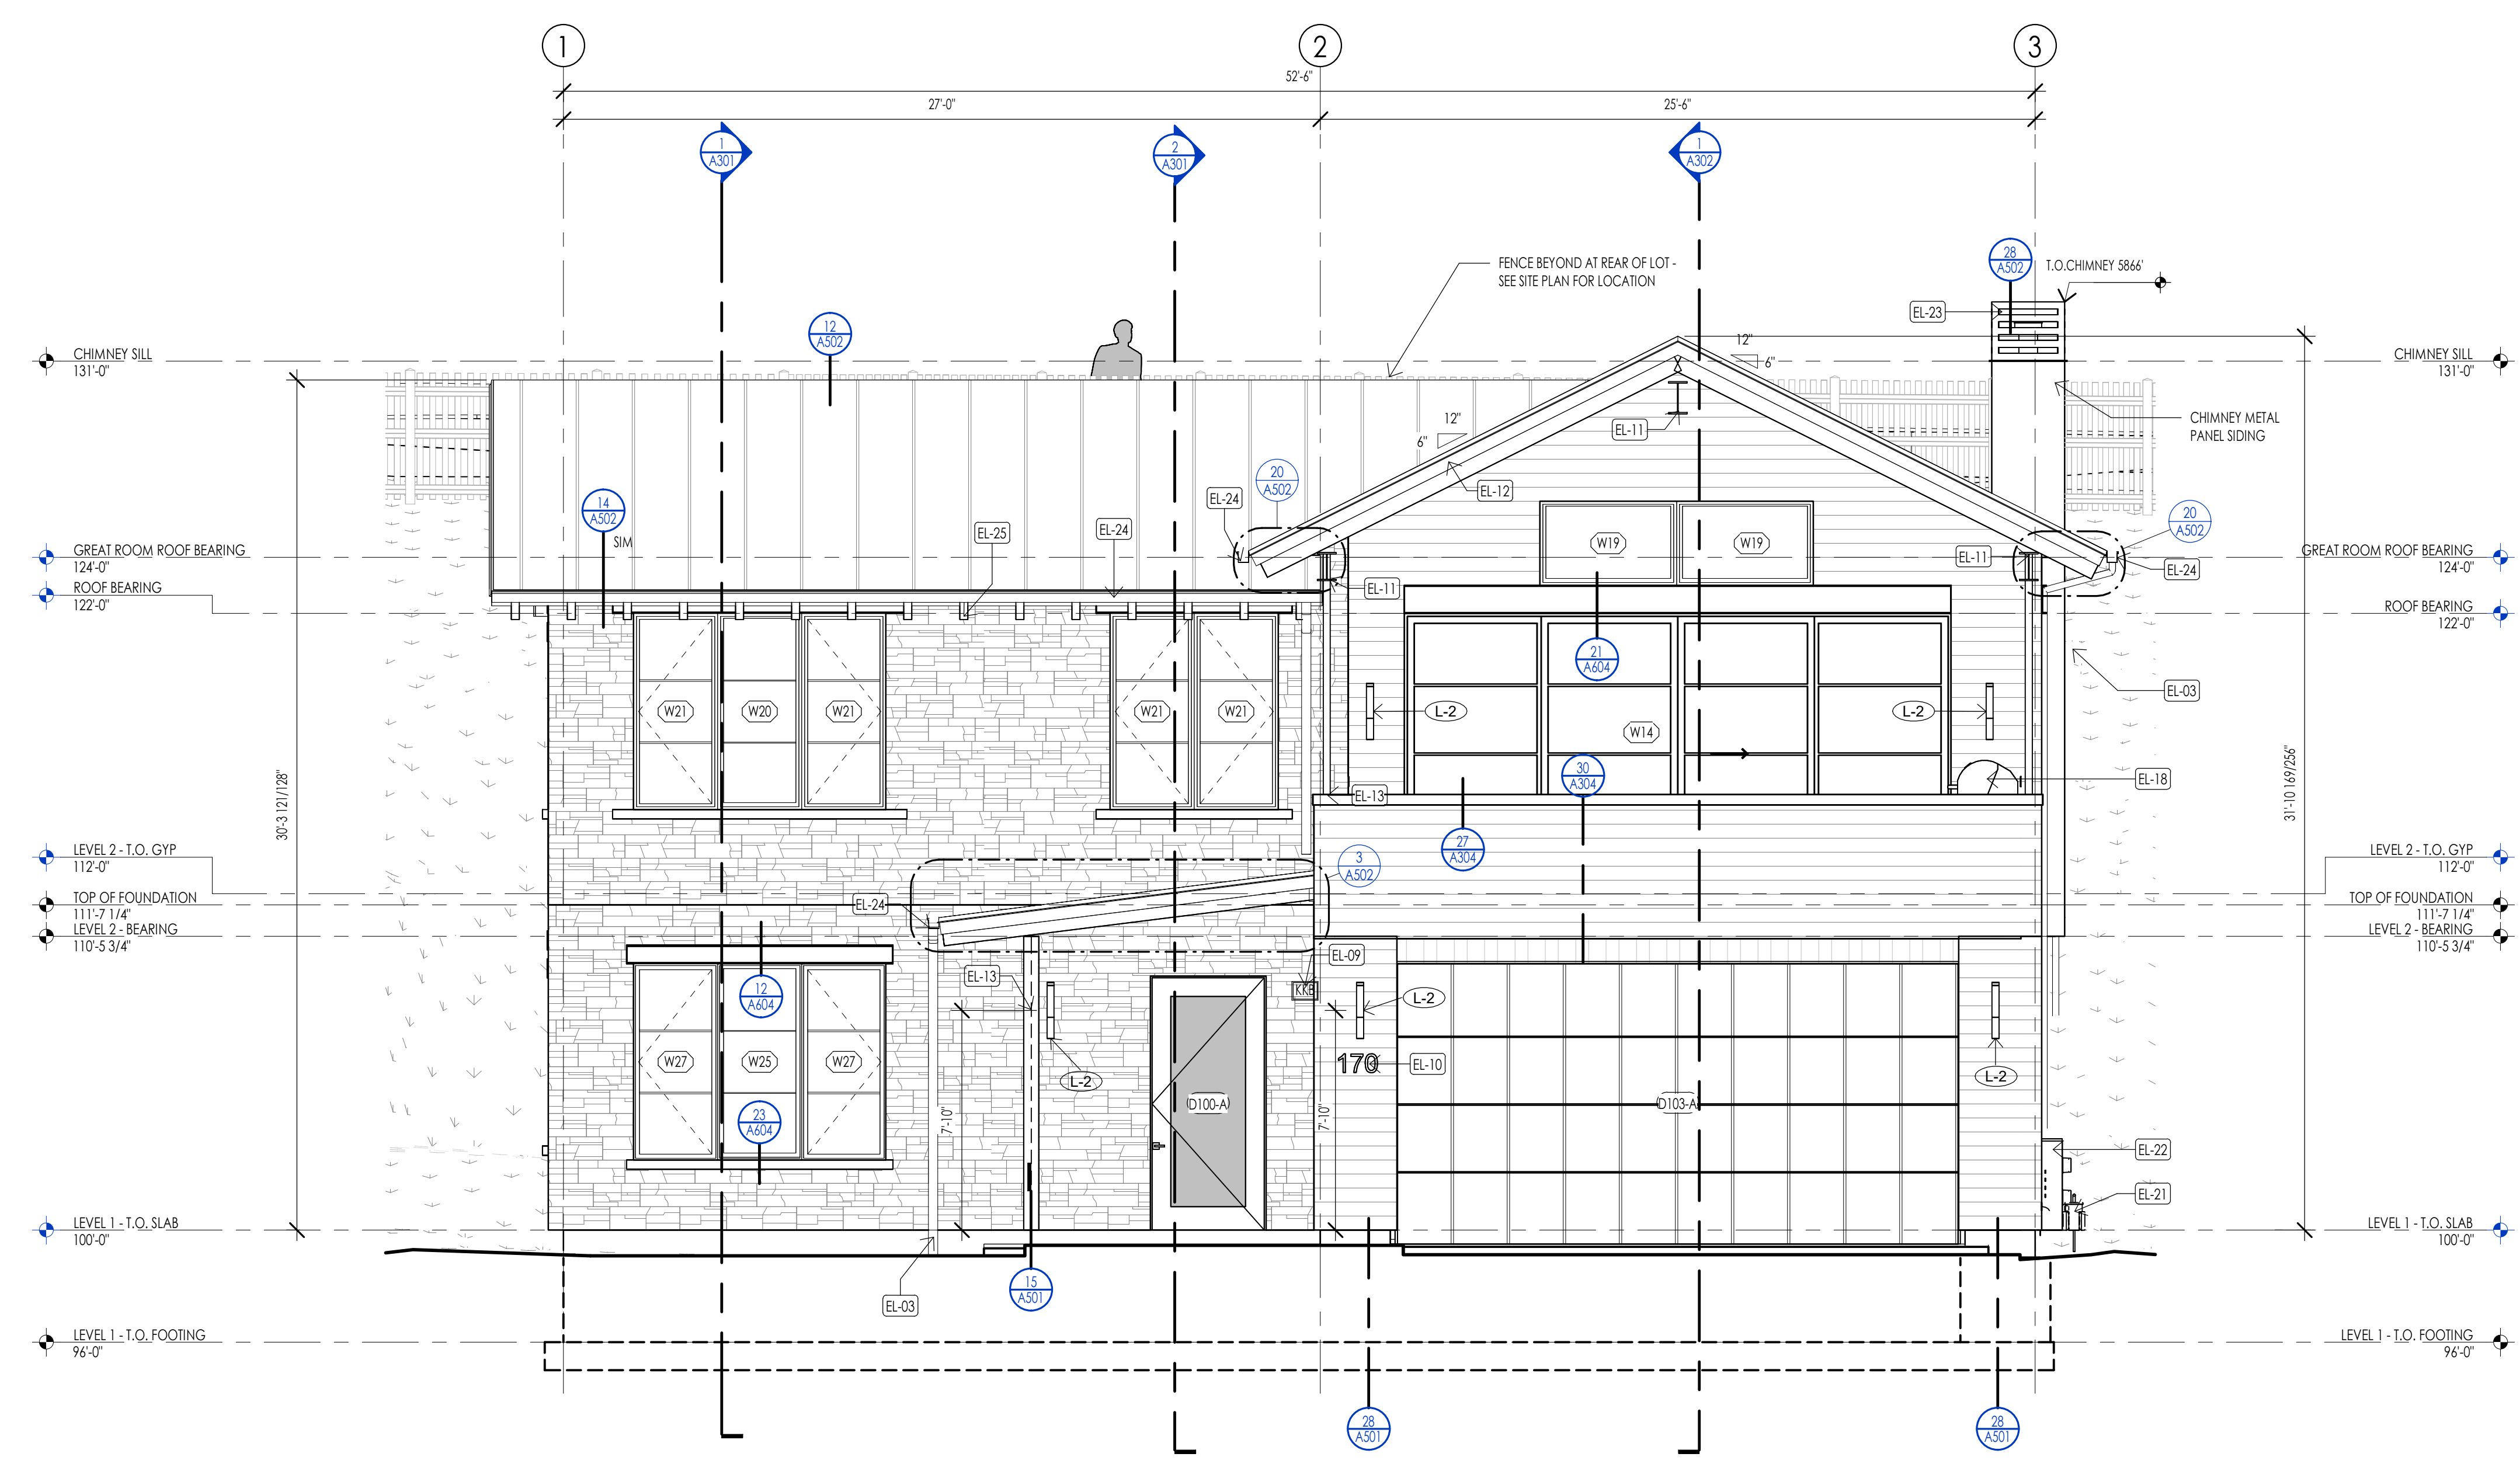 1
2
3
52'-6"
27'-0"
25'-6"
1
A301
2
A301
1
A302
FENCE BEYOND AT REAR OF LOT -
SEE SITE PLAN FOR LOCATION
28
A502
T.O.CHIMNEY 5866'
EL-23
12
A502
12"
6"
CHIMNEY SILL
131'-0"
CHIMNEY SILL
131'-0"
12"
6"
EL-11
CHIMNEY METAL
PANEL SIDING
20
A502
EL-24
EL-12
14
A502
SIM
EL-25
EL-24
20
A502
W19
W19
GREAT ROOM ROOF BEARING
124'-0"
EL-11
GREAT ROOM ROOF BEARING
124'-0"
EL-24
ROOF BEARING
122'-0"
EL-11
ROOF BEARING
122'-0"
21
A604
EL-03
W21
W20
W21
W21
W21
L-2
L-2
W14
30
A304
EL-18
EL-13
30'-3 121/128"
31'-10 169/256"
27
A304
LEVEL 2 - T.O. GYP
112'-0"
3
A502
LEVEL 2 - T.O. GYP
112'-0"
TOP OF FOUNDATION
111'-7 1/4"
EL-24
TOP OF FOUNDATION
111'-7 1/4"
LEVEL 2 - BEARING
110'-5 3/4"
LEVEL 2 - BEARING
110'-5 3/4"
EL-09
EL-13
KKB
12
A604
L-2
W27
W25
W27
170
EL-10
L-2
L-2
D100-A
D103-A
7'-10"
7'-10"
23
A604
EL-22
EL-21
LEVEL 1 - T.O. SLAB
100'-0"
LEVEL 1 - T.O. SLAB
100'-0"
15
A501
EL-03
LEVEL 1 - T.O. FOOTING
96'-0"
LEVEL 1 - T.O. FOOTING
96'-0"
28
A501
28
A501